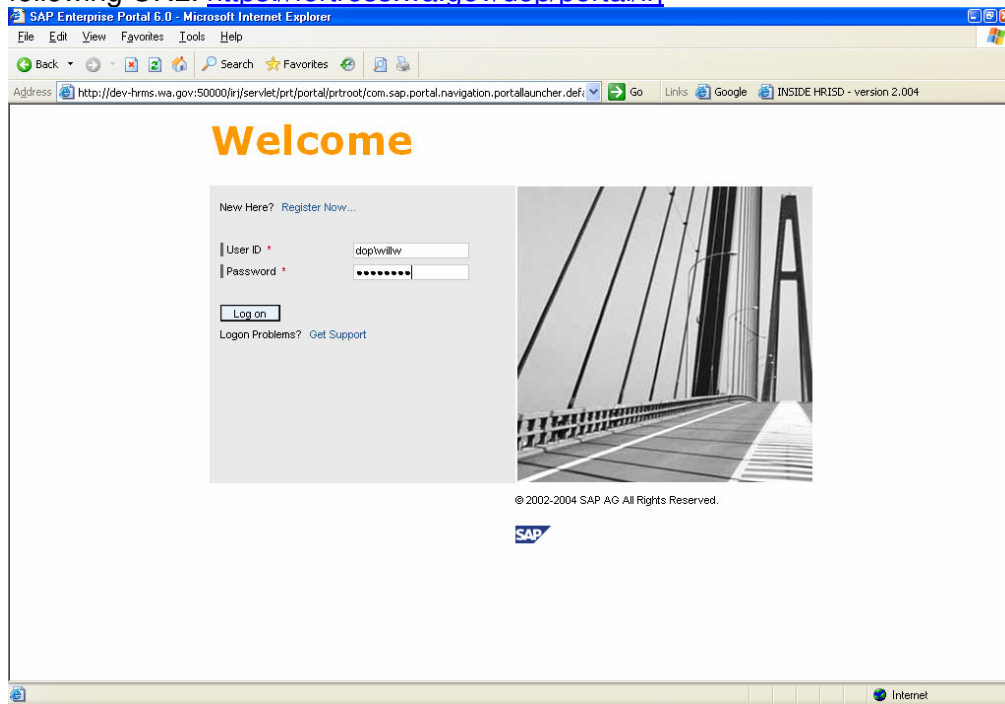 SAP Enterprise Portal 6.0 - Microsoft Internet Explorer
File Edit View Favorites Tools Help
Back Search Favorites
Address http://dev-hrms.wa.gov:50000/irj/servlet/prt/portal/prtroot/com.sap.portal.navigation.portallauncher.defa Go Links Google INSIDE HRISD - version 2.004
Welcome
New Here? Register Now...
User ID * dop\willw
Password * ••••••••
Log on
Logon Problems? Get Support
© 2002-2004 SAP AG All Rights Reserved.
SAP
Internet